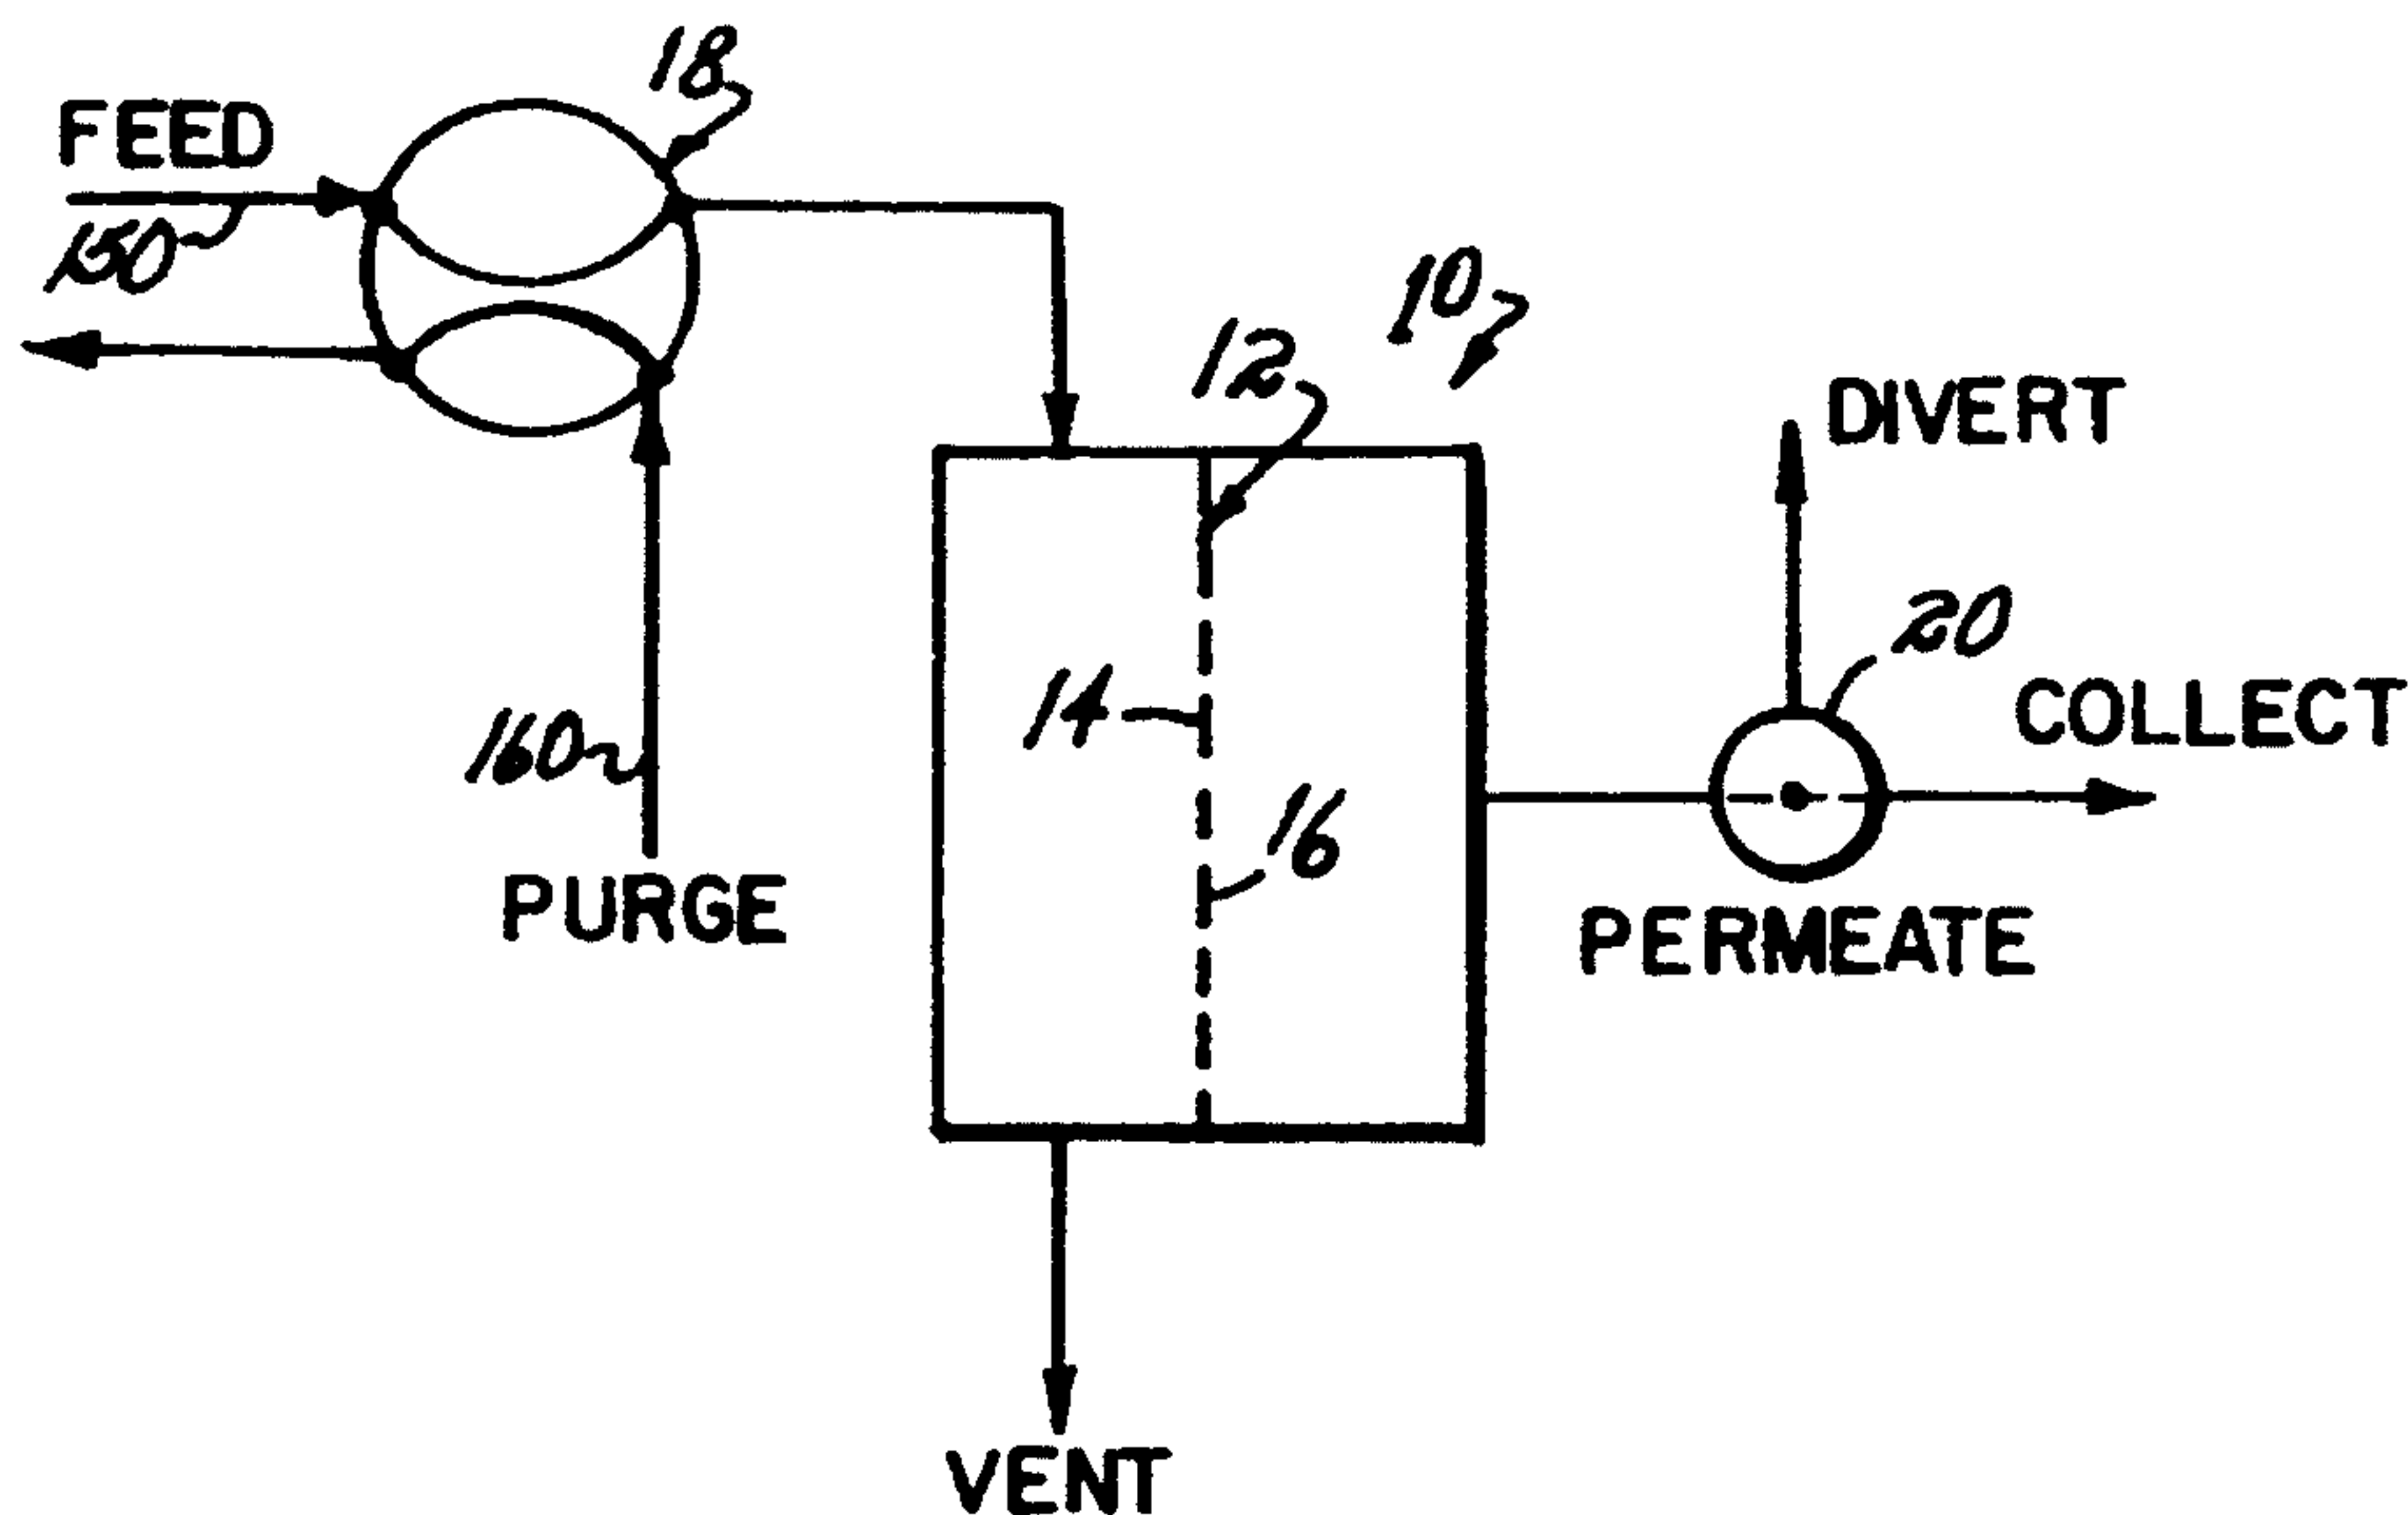 18
FEED
150
10
12
DIVERT
20
14
COLLECT
160
16
PURGE
PERMEATE
VENT